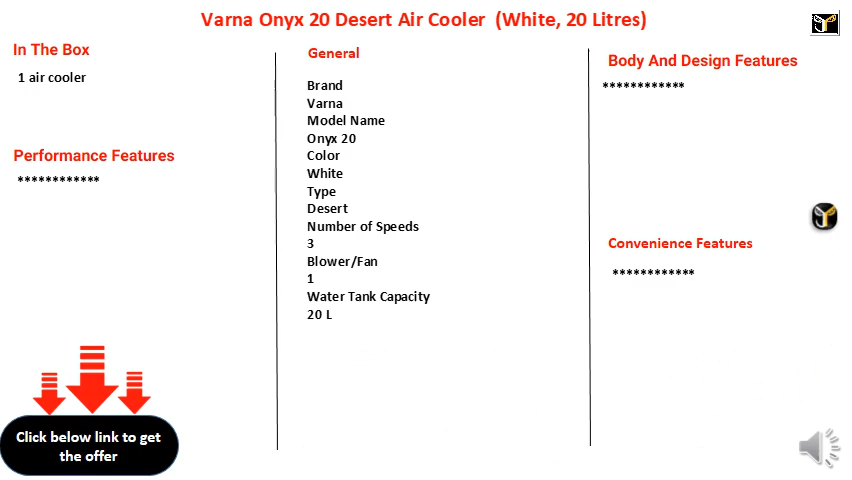 Varna Onyx 20 Desert Air Cooler (White, 20 Litres)
In The Box
1 air cooler
Performance Features
************
General
Brand
Varna
Model Name
Onyx 20
Color
White
Type
Desert
Number of Speeds
3
Blower/Fan
1
Water Tank Capacity
20 L
Body And Design Features
************
Convenience Features
************
Click below link to get
the offer